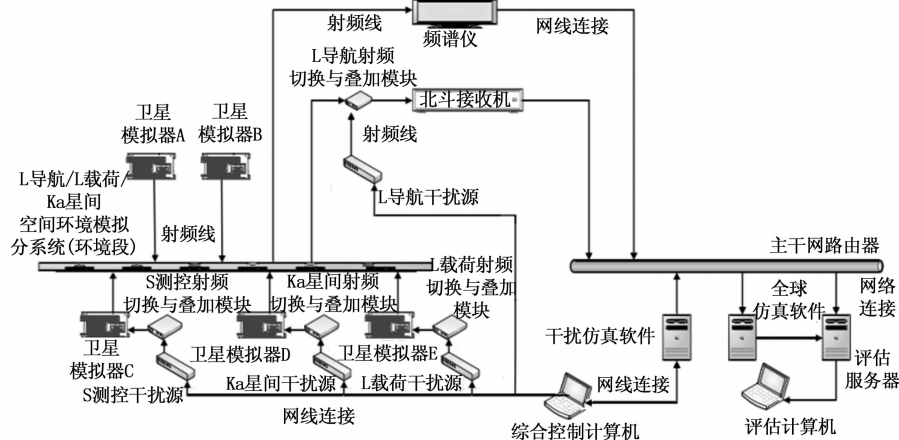 射频线
频谱仪
网线连接
L导航射频
切换与叠加模块
北斗接收机
射频线
L导航干扰源
卫星
模拟器A
卫星
模拟器B
L导航/L载荷/
Ka星间
空间环境模拟
分系统(环境段)
射频线
主干网路由器
S测控射频
切换与叠加模块
Ka星间射频
切换与叠加模块
L载荷射频
切换与叠加
模块
全球
仿真软件
网络
连接
干扰仿真软件
卫星
模拟器C
卫星模拟器D
卫星模拟器E
评估
服务器
S测控干扰源
Ka星间干扰源
L载荷干扰源
网线连接
网线连接
综合控制计算机
评估计算机